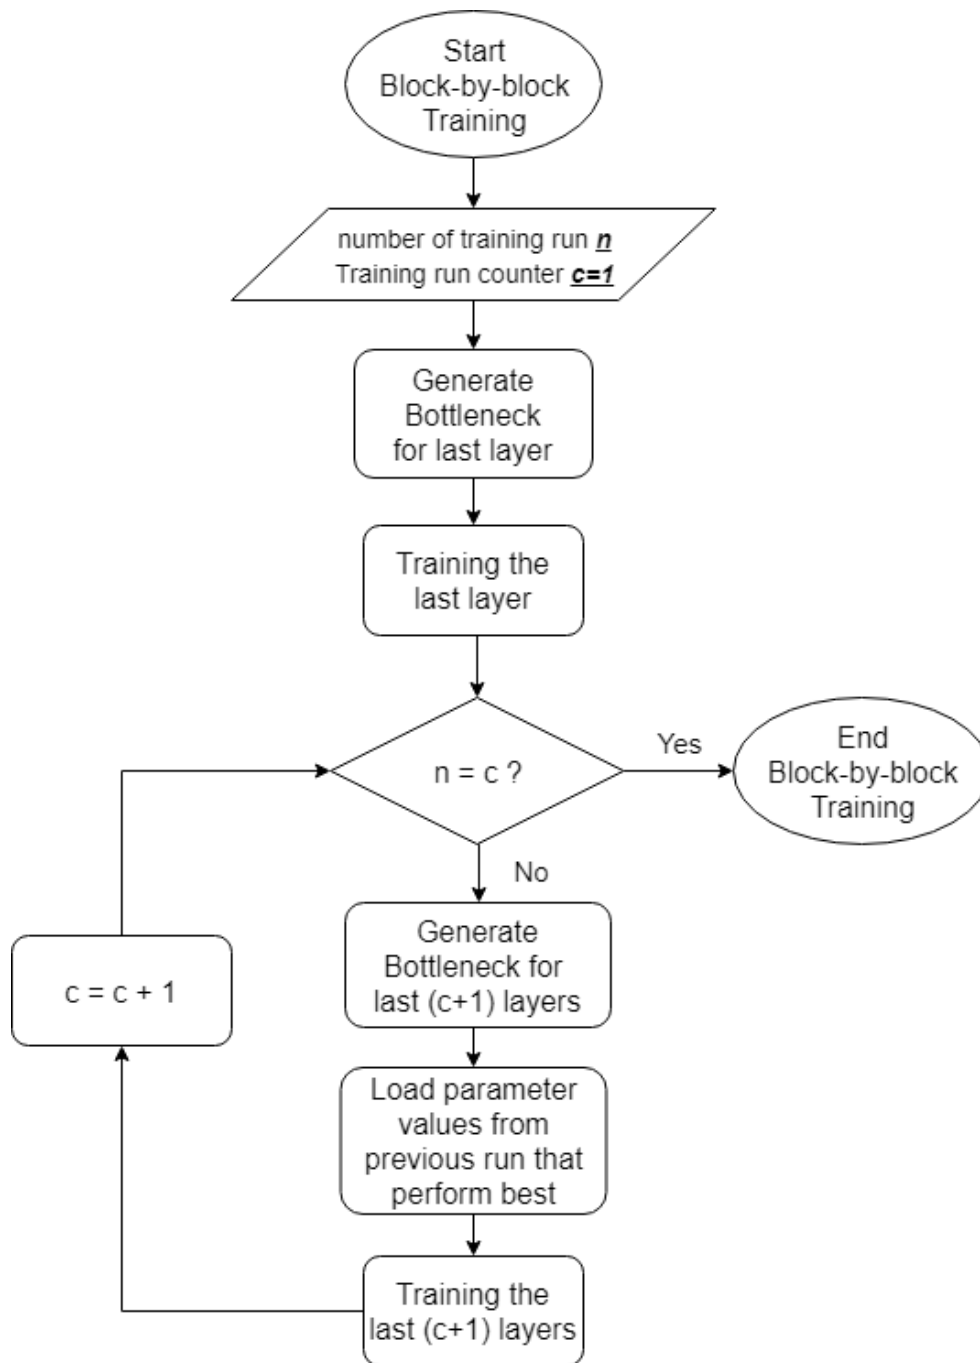 Start
Block-by-block
Training
number of training run n
Training run counter c=1
Generate
Bottleneck
for last layer
Training the
last layer
n = c ?
Yes
End
Block-by-block
Training
No
Generate
Bottleneck for
last (c+1) layers
c = c + 1
Load parameter
values from
previous run that
perform best
Training the
last (c+1) layers